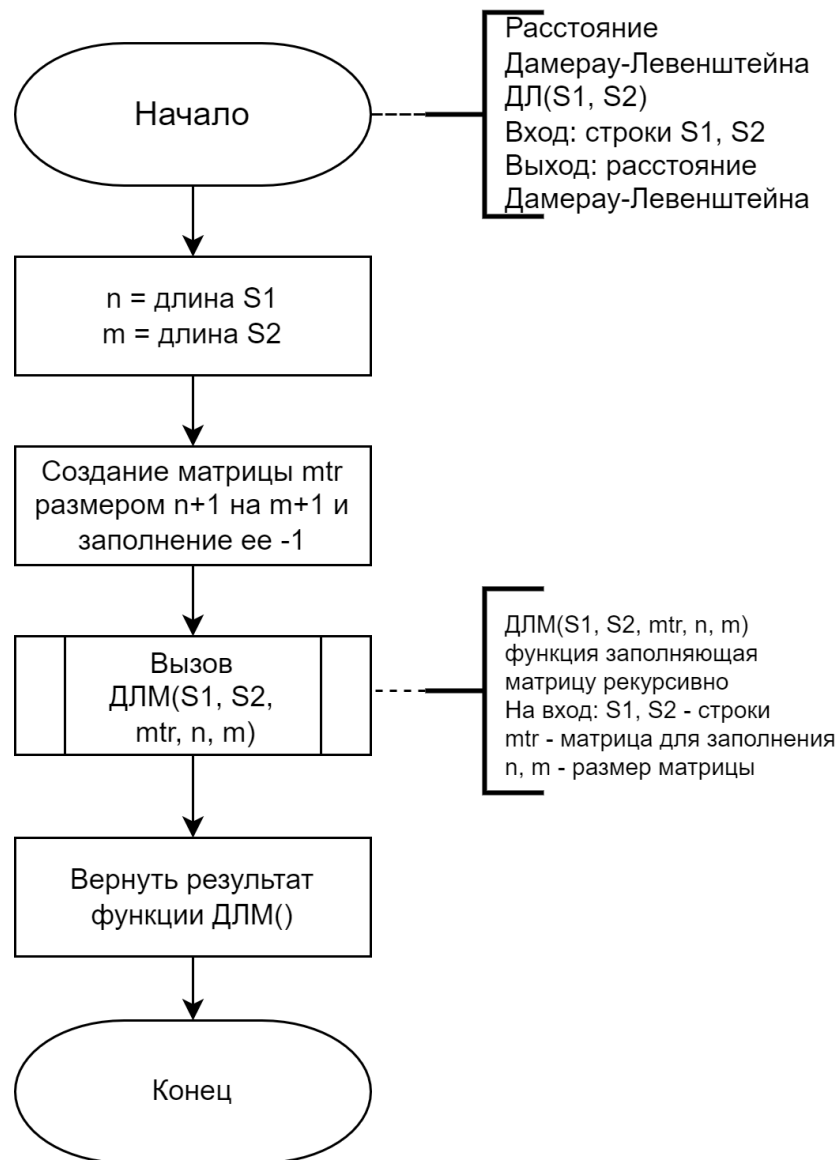 Начало
Расстояние
Дамерау-Левенштейна
ДЛ(S1, S2)
Вход: строки S1, S2
Выход: расстояние
Дамерау-Левенштейна
n = длина S1
m = длина S2
Создание матрицы mtr
размером n+1 на m+1 и
заполнение ее -1
Вызов
ДЛМ(S1, S2,
mtr, n, m)
ДЛМ(S1, S2, mtr, n, m)
функция заполняющая
матрицу рекурсивно
На вход: S1, S2 - строки
mtr - матрица для заполнения
n, m - размер матрицы
Вернуть результат
функции ДЛМ()
Конец